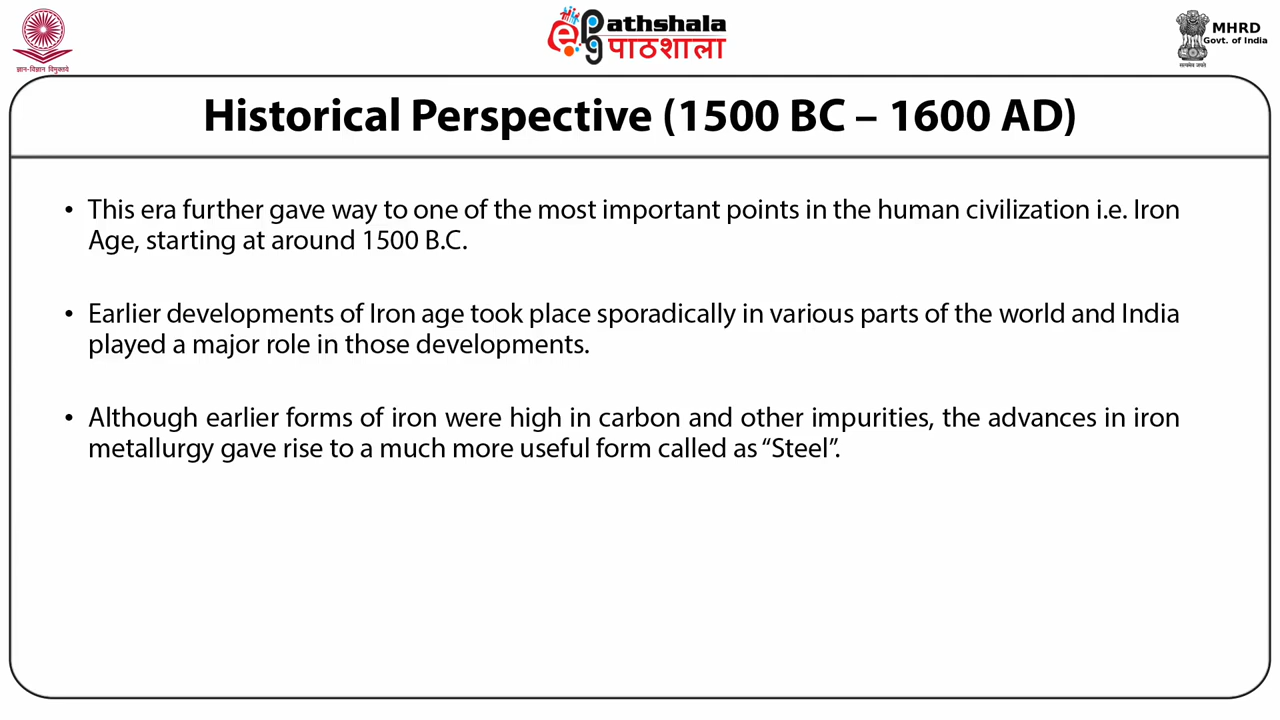 ज्ञान-विज्ञान विमुक्तये
ePathshala
पाठशाला
MHRD
Govt. of India
सत्यमेव जयते
Historical Perspective (1500 BC – 1600 AD)
• This era further gave way to one of the most important points in the human civilization i.e. Iron
Age, starting at around 1500 B.C.
• Earlier developments of Iron age took place sporadically in various parts of the world and India
played a major role in those developments.
• Although earlier forms of iron were high in carbon and other impurities, the advances in iron
metallurgy gave rise to a much more useful form called as “Steel”.